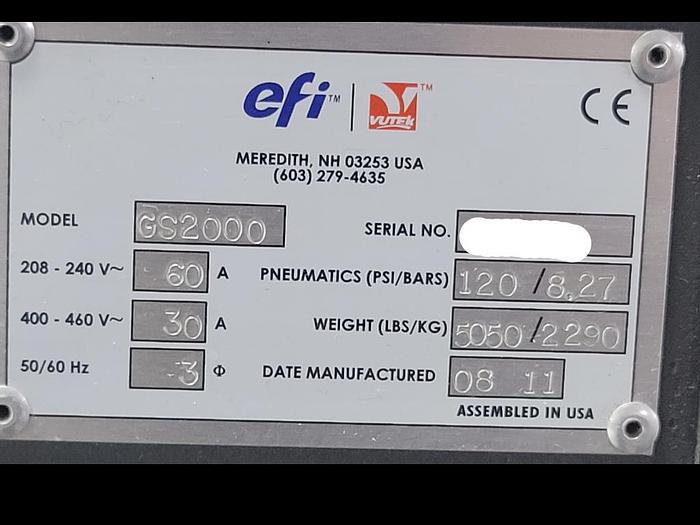 efi™ | VUTEk™ CE
MEREDITH, NH 03253 USA
(603) 279-4635
MODEL GS2000 SERIAL NO.
208 - 240 V~ 60 A PNEUMATICS (PSI/BARS) 120 /8.27
400 - 460 V~ 30 A WEIGHT (LBS/KG) 5050/2290
50/60 Hz 3 Φ DATE MANUFACTURED 08 11
ASSEMBLED IN USA